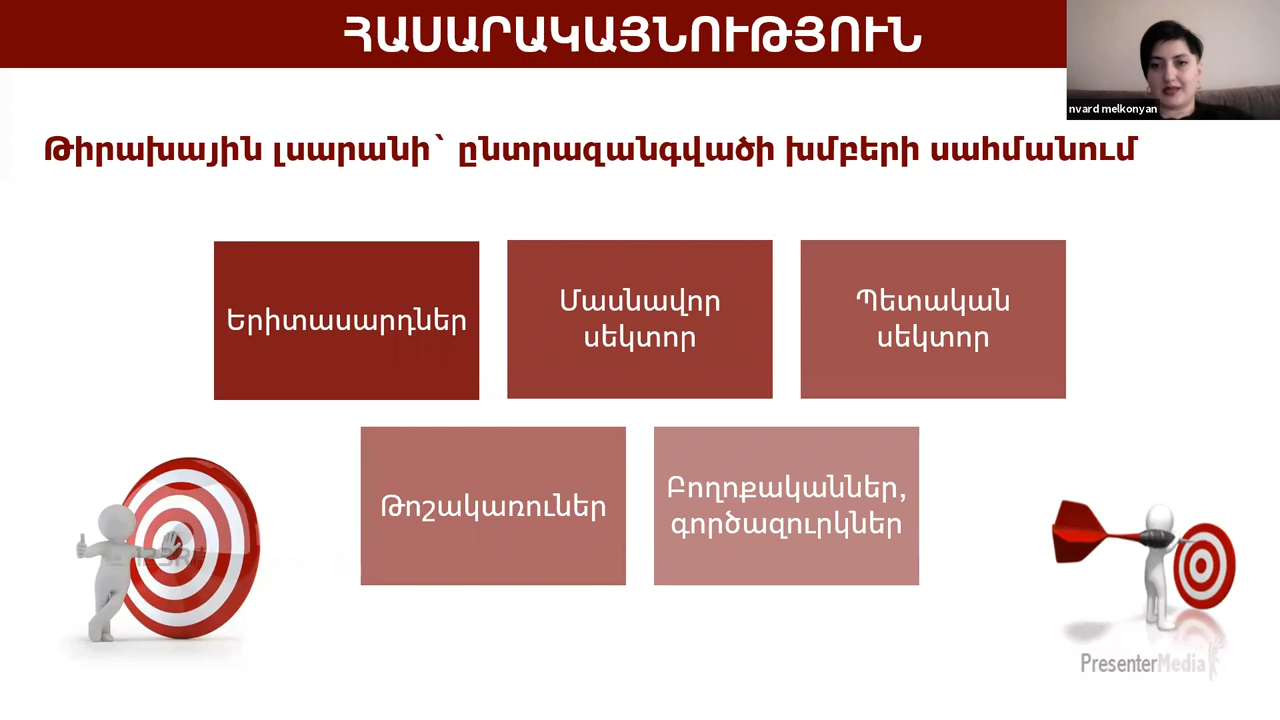 ՀԱՍԱՐԱԿԱՅՆՈՒԹՅՈՒՆ
nvard melkonyan
Թիրախային լսարանի` ընտրազանգվածի խմբերի սահմանում
Երիտասարդներ
Մասնավոր
սեկտոր
Պետական
սեկտոր
Թոշակառուներ
Բողոքականներ,
գործազուրկներ
PresenterMedia